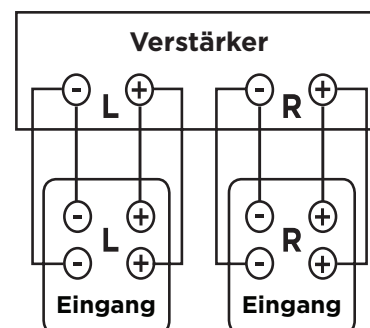 Verstärker
- + - +
L R
- + - +
L R
- + - +
Eingang Eingang